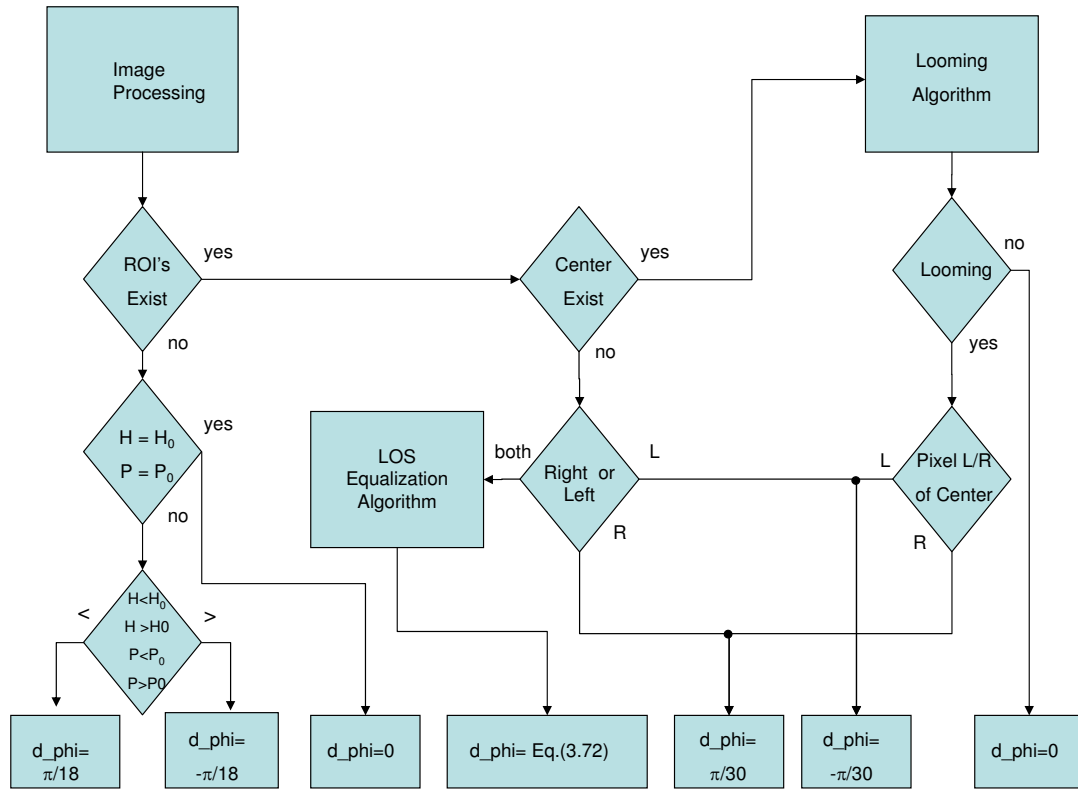 Image
Processing
Looming
Algorithm
ROI's
Exist
yes
no
Center
Exist
yes
no
Looming
no
yes
H = H₀
P = P₀
yes
no
LOS
Equalization
Algorithm
both
Right or
Left
L
R
L
Pixel L/R
of Center
R
<
H<H₀
H >H0
P<P₀
P>P0
>
d_phi=
π/18
d_phi=
-π/18
d_phi=0
d_phi= Eq.(3.72)
d_phi=
π/30
d_phi=
-π/30
d_phi=0